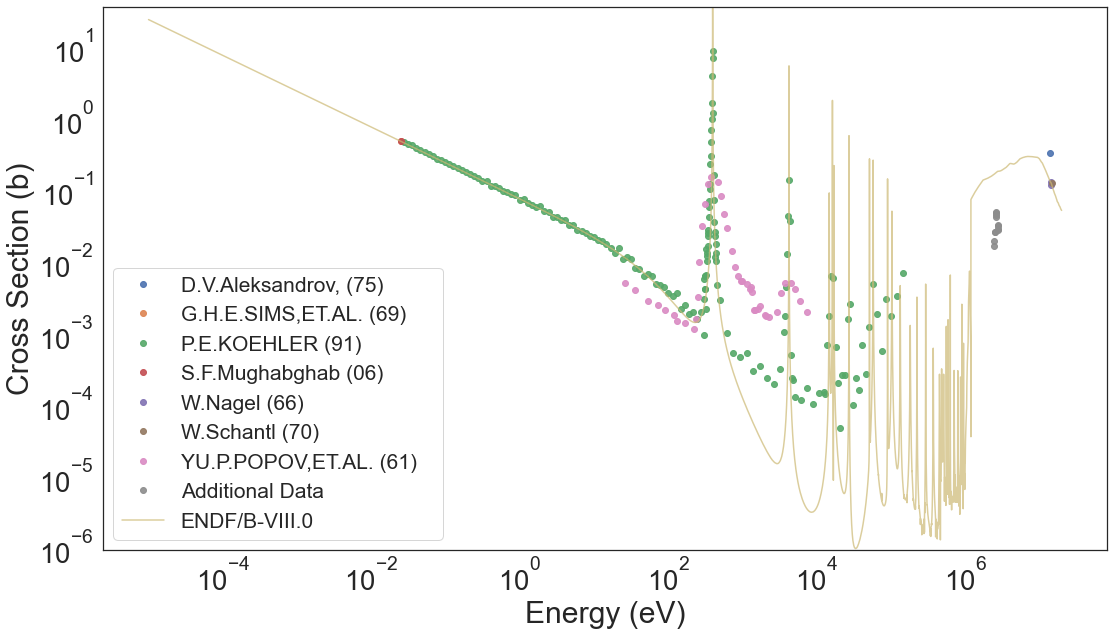 10^1
10^0
10^−1
10^−2
10^−3
10^−4
10^−5
10^−6
Cross Section (b)
D.V.Aleksandrov, (75)
G.H.E.SIMS,ET.AL. (69)
P.E.KOEHLER (91)
S.F.Mughabghab (06)
W.Nagel (66)
W.Schantl (70)
YU.P.POPOV,ET.AL. (61)
Additional Data
ENDF/B-VIII.0
10^−4 10^−2 10^0 10^2 10^4 10^6
Energy (eV)